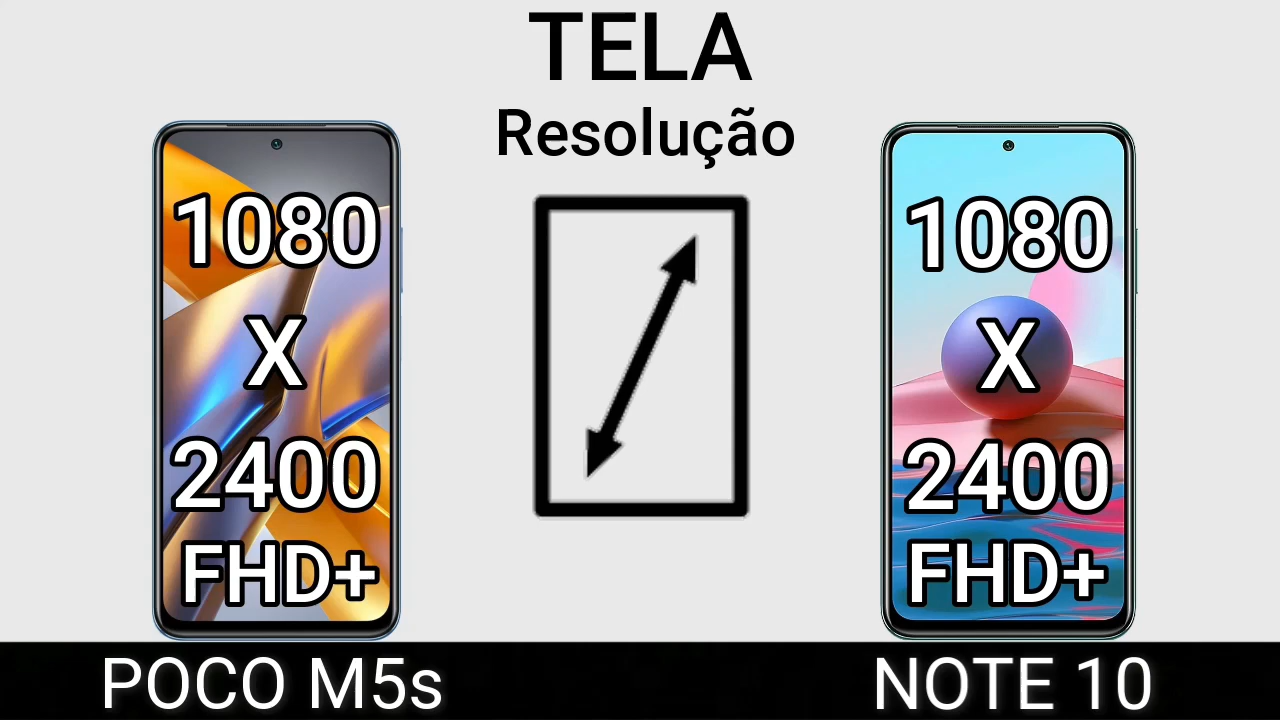 TELA
Resolução
1080
X
2400
FHD+
1080
X
2400
FHD+
POCO M5s
NOTE 10